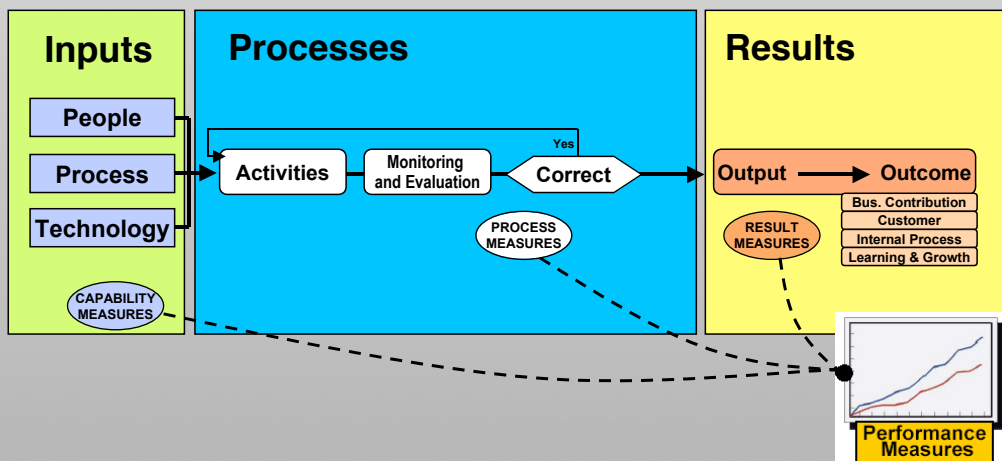 Inputs
People
Process
Technology
CAPABILITY
MEASURES
Processes
Yes
Activities
Monitoring
and Evaluation
Correct
PROCESS
MEASURES
Results
Output
Outcome
Bus. Contribution
Customer
Internal Process
Learning & Growth
RESULT
MEASURES
Performance
Measures